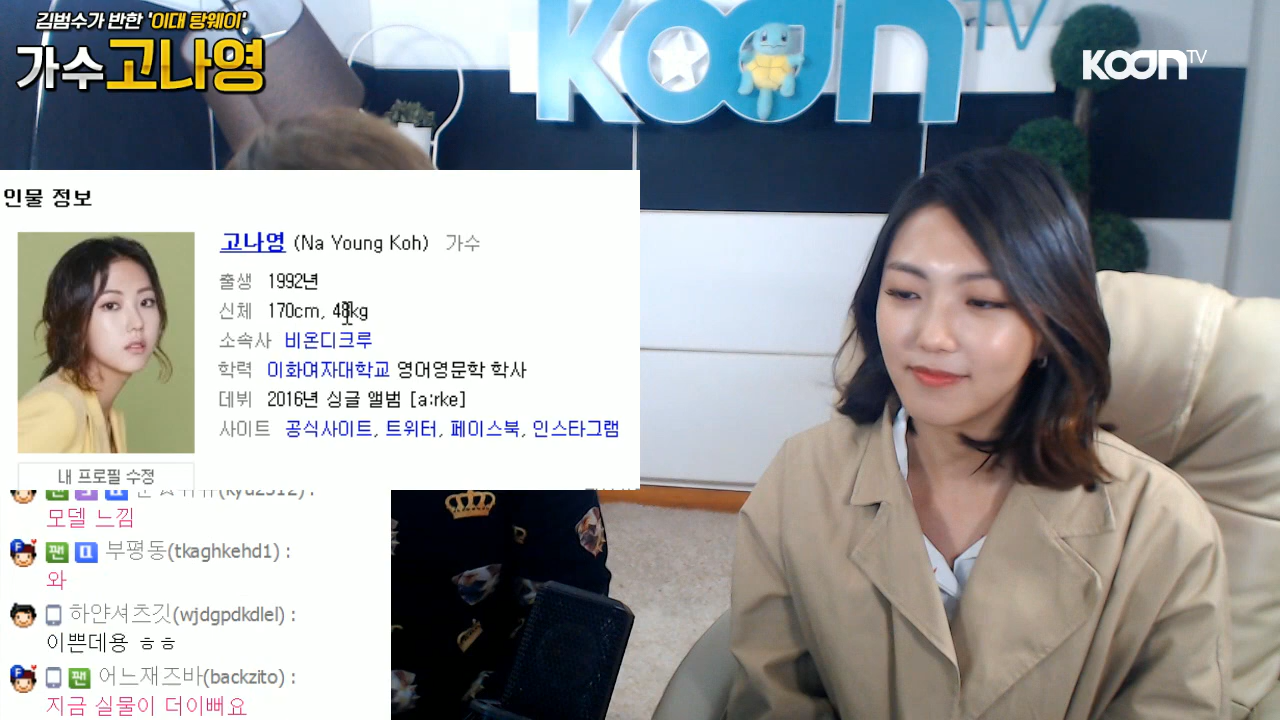 김범수가 반한 '이대 탕웨이'
가수 고나영
KOON TV
KOON TV
인물 정보
고나영 (Na Young Koh) 가수
출생 1992년
신체 170cm, 48kg
소속사 비온디크루
학력 이화여자대학교 영어영문학 학사
데뷔 2016년 싱글 앨범 [a:rke]
사이트 공식사이트, 트위터, 페이스북, 인스타그램
내 프로필 수정
모델 느낌
팬 부평동(tkaghkehd1) :
와
하얀셔츠깃(wjdgpdkdlel) :
이쁜데용 ㅎㅎ
팬 어느재즈바(backzito) :
지금 실물이 더이뻐요